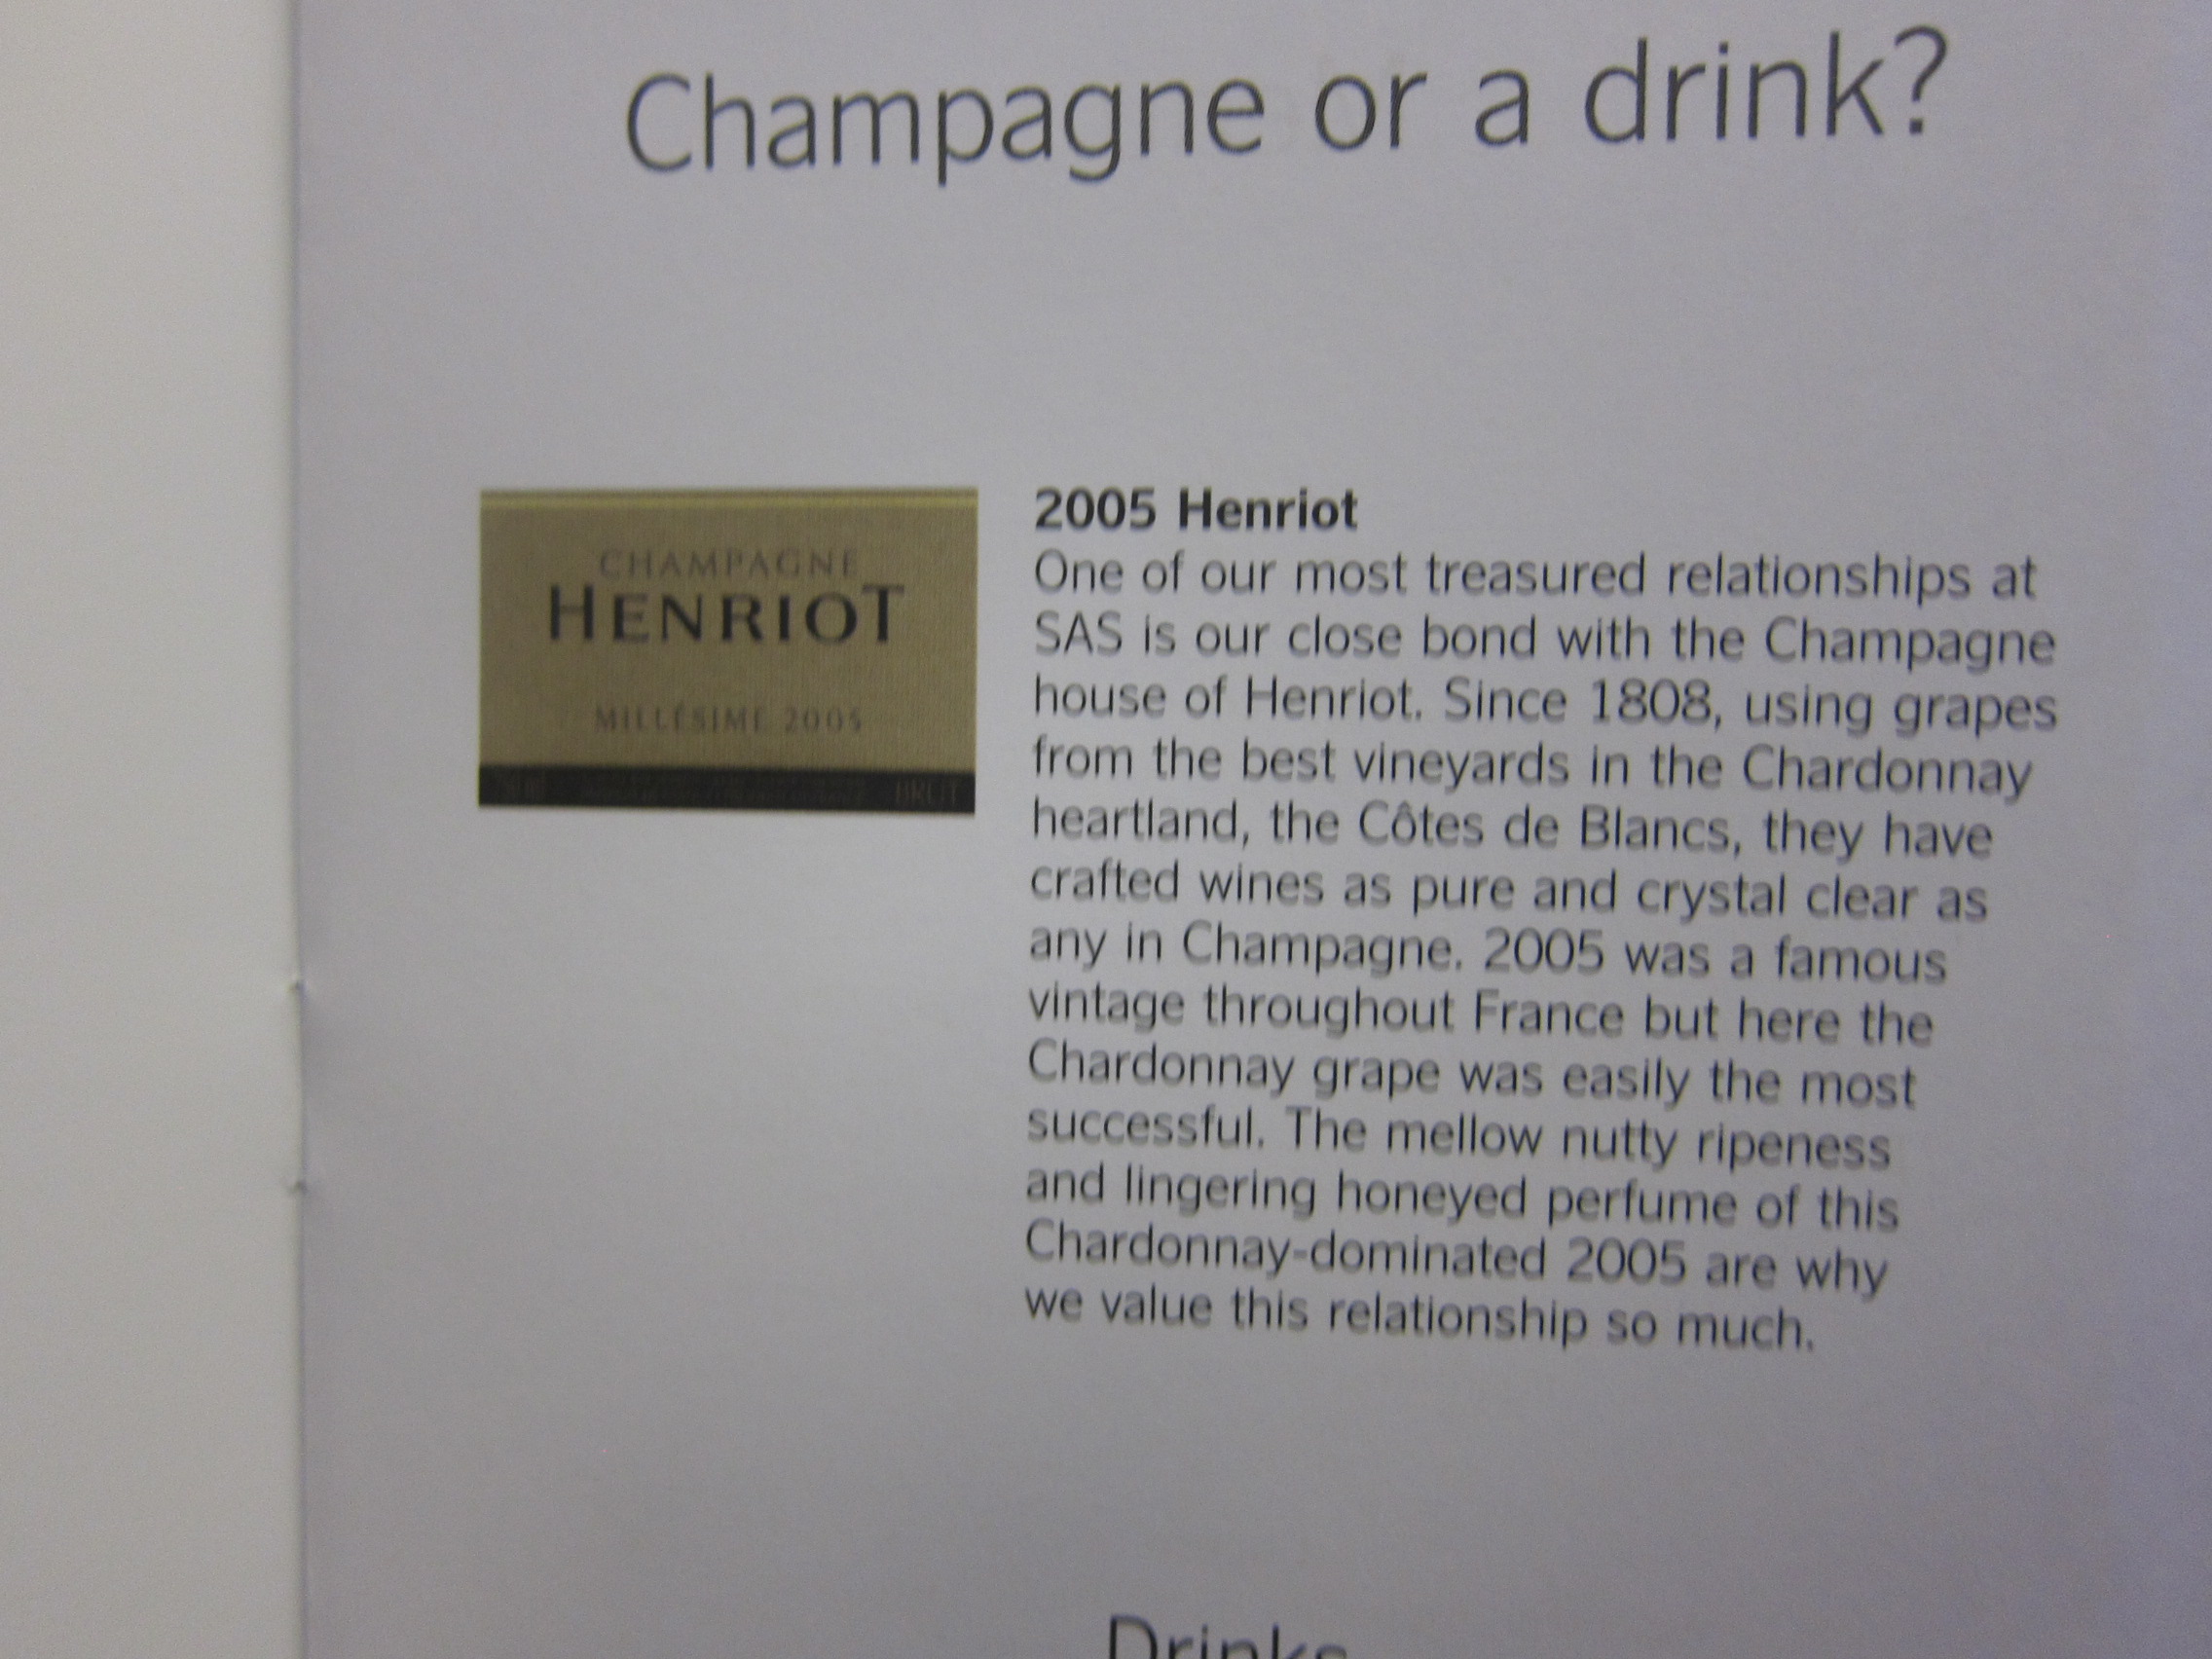 Champagne or a drink?
CHAMPAGNE
HENRIOT
MILLÉSIME 2005
BRUT
2005 Henriot
One of our most treasured relationships at
SAS is our close bond with the Champagne
house of Henriot. Since 1808, using grapes
from the best vineyards in the Chardonnay
heartland, the Côtes de Blancs, they have
crafted wines as pure and crystal clear as
any in Champagne. 2005 was a famous
vintage throughout France but here the
Chardonnay grape was easily the most
successful. The mellow nutty ripeness
and lingering honeyed perfume of this
Chardonnay-dominated 2005 are why
we value this relationship so much.
Drinks